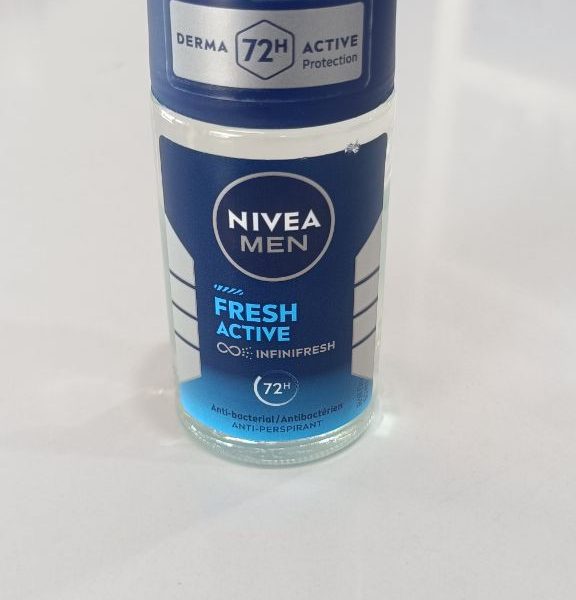 DERMA 72H ACTIVE
Protection
NIVEA
MEN
FRESH
ACTIVE
INFINIFRESH
72H
Anti-bacterial/Antibactérien
ANTI-PERSPIRANT